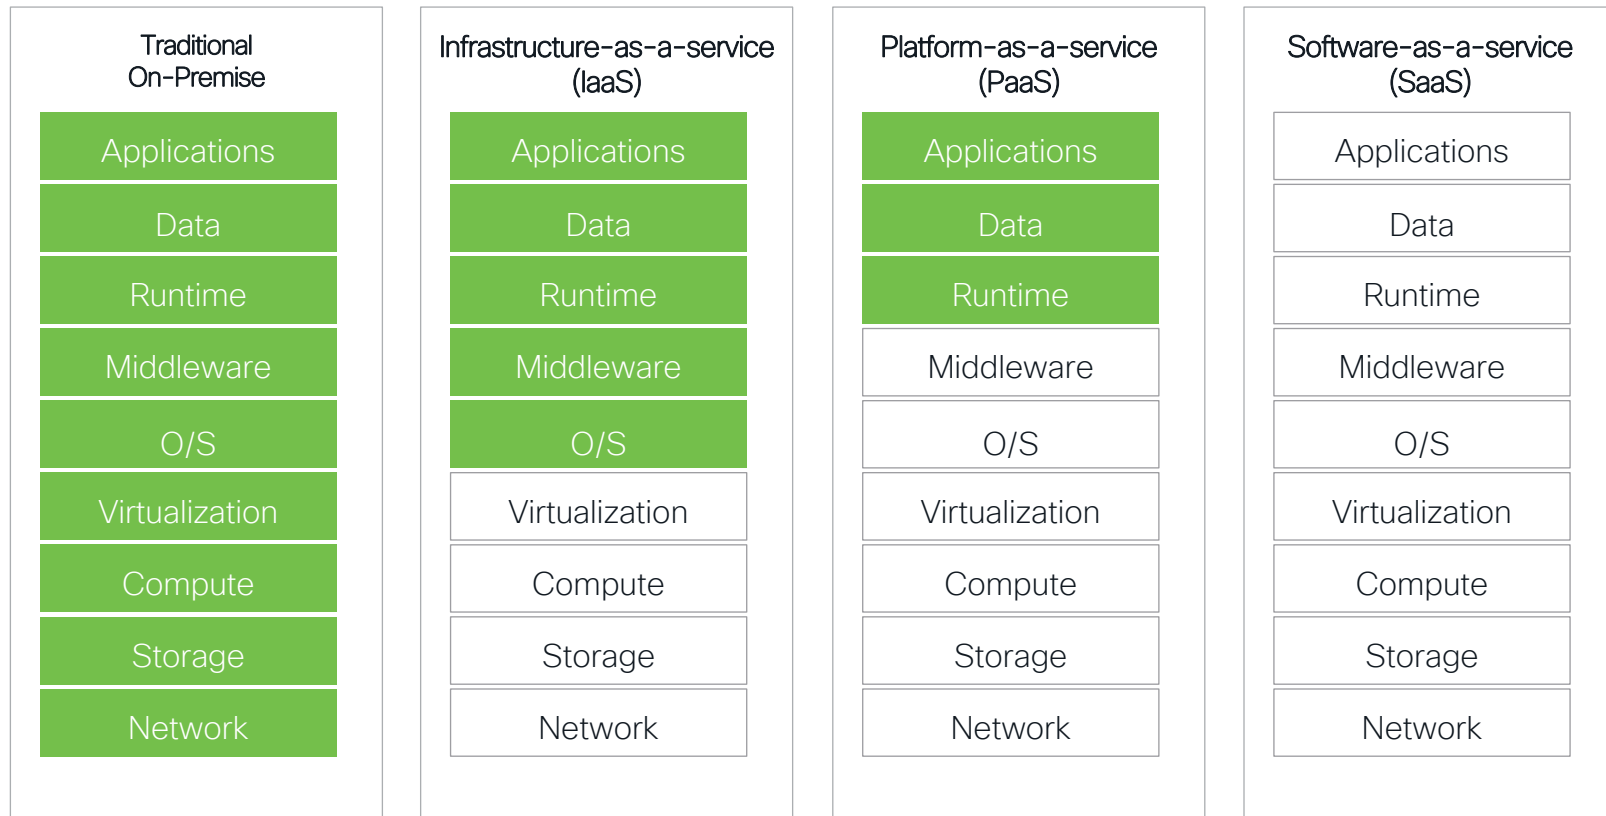 Traditional
On-Premise
Applications
Data
Runtime
Middleware
O/S
Virtualization
Compute
Storage
Network
Infrastructure-as-a-service
(IaaS)
Applications
Data
Runtime
Middleware
O/S
Virtualization
Compute
Storage
Network
Platform-as-a-service
(PaaS)
Applications
Data
Runtime
Middleware
O/S
Virtualization
Compute
Storage
Network
Software-as-a-service
(SaaS)
Applications
Data
Runtime
Middleware
O/S
Virtualization
Compute
Storage
Network